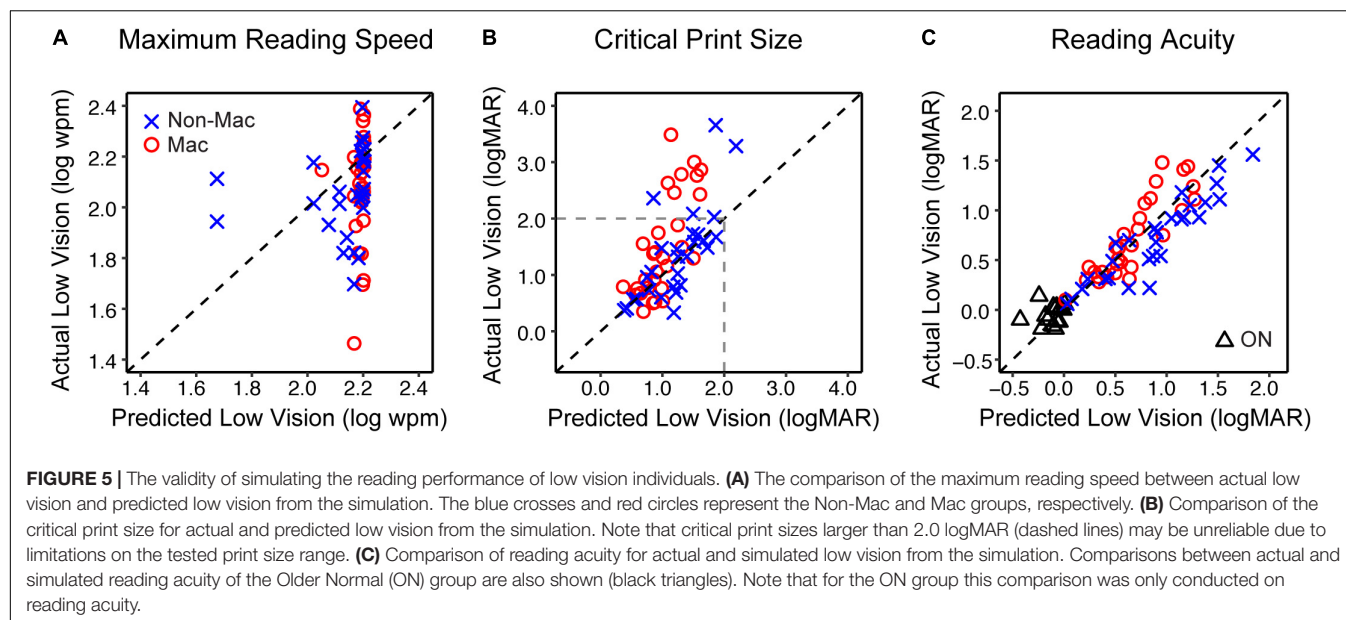 A Maximum Reading Speed
B Critical Print Size
C Reading Acuity
Actual Low Vision (log wpm)
2.4
2.2
2.0
1.8
1.6
1.4
Non-Mac
Mac
1.4 1.6 1.8 2.0 2.2 2.4
Predicted Low Vision (log wpm)
Actual Low Vision (logMAR)
4.0
3.0
2.0
1.0
0.0
0.0 1.0 2.0 3.0 4.0
Predicted Low Vision (logMAR)
Actual Low Vision (logMAR)
2.0
1.5
1.0
0.5
0.0
−0.5
ON
−0.5 0.0 0.5 1.0 1.5 2.0
Predicted Low Vision (logMAR)
FIGURE 5 | The validity of simulating the reading performance of low vision individuals. (A) The comparison of the maximum reading speed between actual low
vision and predicted low vision from the simulation. The blue crosses and red circles represent the Non-Mac and Mac groups, respectively. (B) Comparison of the
critical print size for actual and predicted low vision from the simulation. Note that critical print sizes larger than 2.0 logMAR (dashed lines) may be unreliable due to
limitations on the tested print size range. (C) Comparison of reading acuity for actual and simulated low vision from the simulation. Comparisons between actual and
simulated reading acuity of the Older Normal (ON) group are also shown (black triangles). Note that for the ON group this comparison was only conducted on
reading acuity.